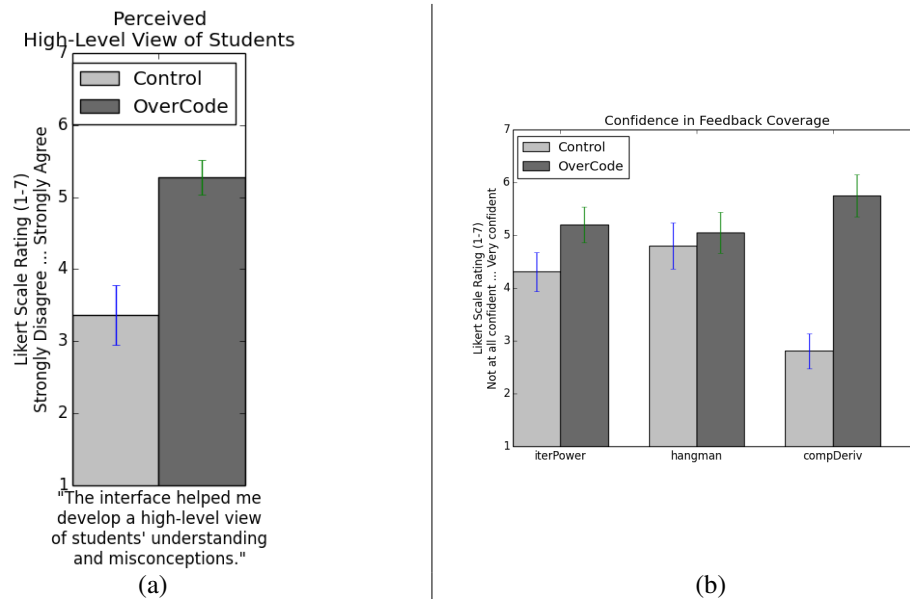 Perceived
High-Level View of Students
7
Control
OverCode
6
5
4
3
2
1
Likert Scale Rating (1-7)
Strongly Disagree ... Strongly Agree
"The interface helped me
develop a high-level view
of students' understanding
and misconceptions."
(a)
Confidence in Feedback Coverage
7
Control
OverCode
6
5
4
3
2
1
Likert Scale Rating (1-7)
Not at all confident ... Very confident
iterPower hangman compDeriv
(b)